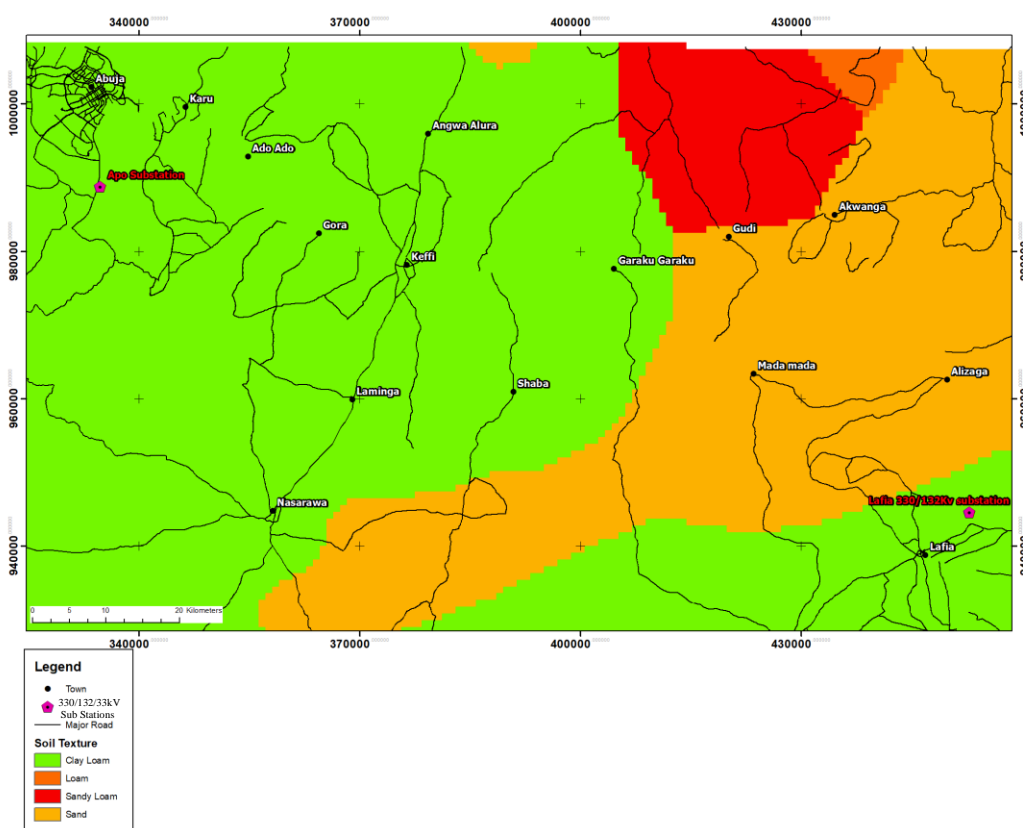 340000 370000 400000 430000
Abuja
Karu
1000000
Angwa Alura
Ado Ado
Apo Substation
Akwanga
Gora
Gudi
980000
Keffi
Garaku Garaku
Mada mada
Alizaga
Shaba
960000
Laminga
Nasarawa
Lafia 330/132Kv substation
940000
Lafia
0 5 10 20 Kilometers
340000 370000 400000 430000
Legend
Town
330/132/33kV
Sub Stations
Major Road
Soil Texture
Clay Loam
Loam
Sandy Loam
Sand